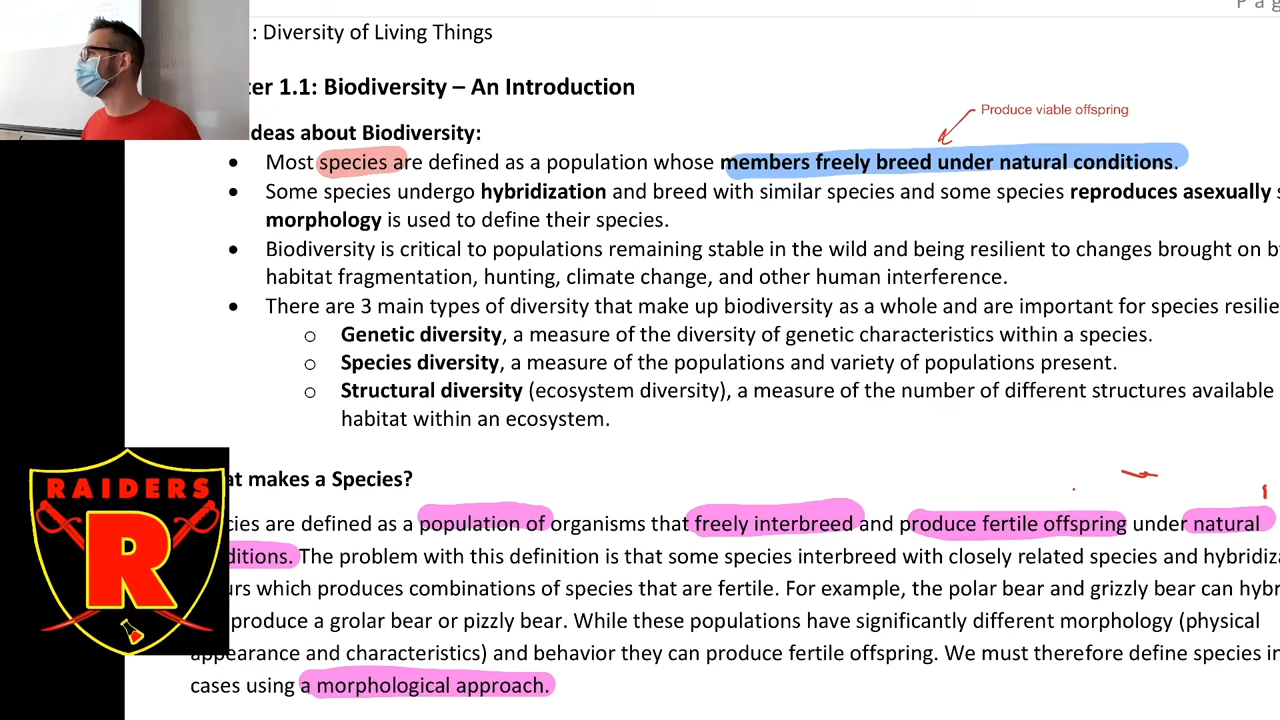 Pag
: Diversity of Living Things
ter 1.1: Biodiversity – An Introduction
deas about Biodiversity:
Produce viable offspring
• Most species are defined as a population whose members freely breed under natural conditions.
• Some species undergo hybridization and breed with similar species and some species reproduces asexually s
morphology is used to define their species.
• Biodiversity is critical to populations remaining stable in the wild and being resilient to changes brought on b
habitat fragmentation, hunting, climate change, and other human interference.
• There are 3 main types of diversity that make up biodiversity as a whole and are important for species resilie
o Genetic diversity, a measure of the diversity of genetic characteristics within a species.
o Species diversity, a measure of the populations and variety of populations present.
o Structural diversity (ecosystem diversity), a measure of the number of different structures available
habitat within an ecosystem.
at makes a Species?
cies are defined as a population of organisms that freely interbreed and produce fertile offspring under natural
ditions. The problem with this definition is that some species interbreed with closely related species and hybridiza
urs which produces combinations of species that are fertile. For example, the polar bear and grizzly bear can hybr
produce a grolar bear or pizzly bear. While these populations have significantly different morphology (physical
appearance and characteristics) and behavior they can produce fertile offspring. We must therefore define species in
cases using a morphological approach.
RAIDERS
R